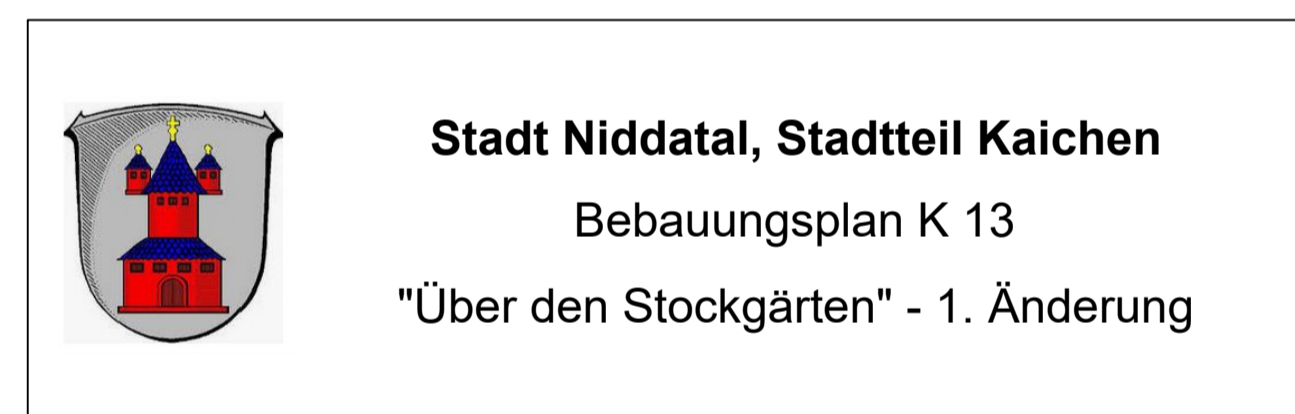 Stadt Niddatal, Stadtteil Kaichen
Bebauungsplan K 13
"Über den Stockgärten" - 1. Änderung